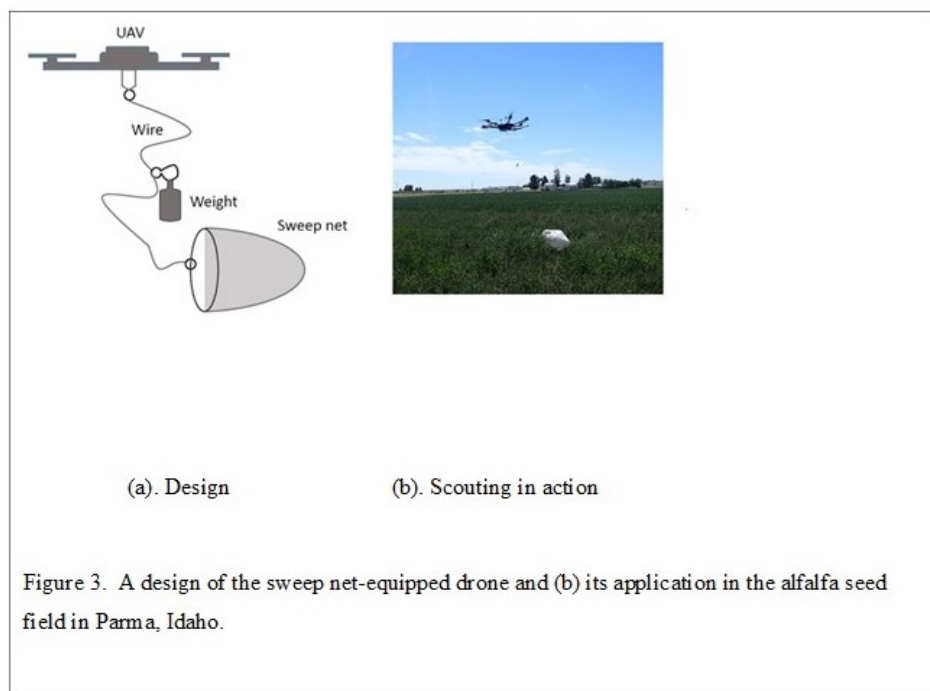 UAV
Wire
Weight
Sweep net
(a). Design
(b). Scouting in action
Figure 3.  A design of the sweep net-equipped drone and (b) its application in the alfalfa seed
field in Parma, Idaho.